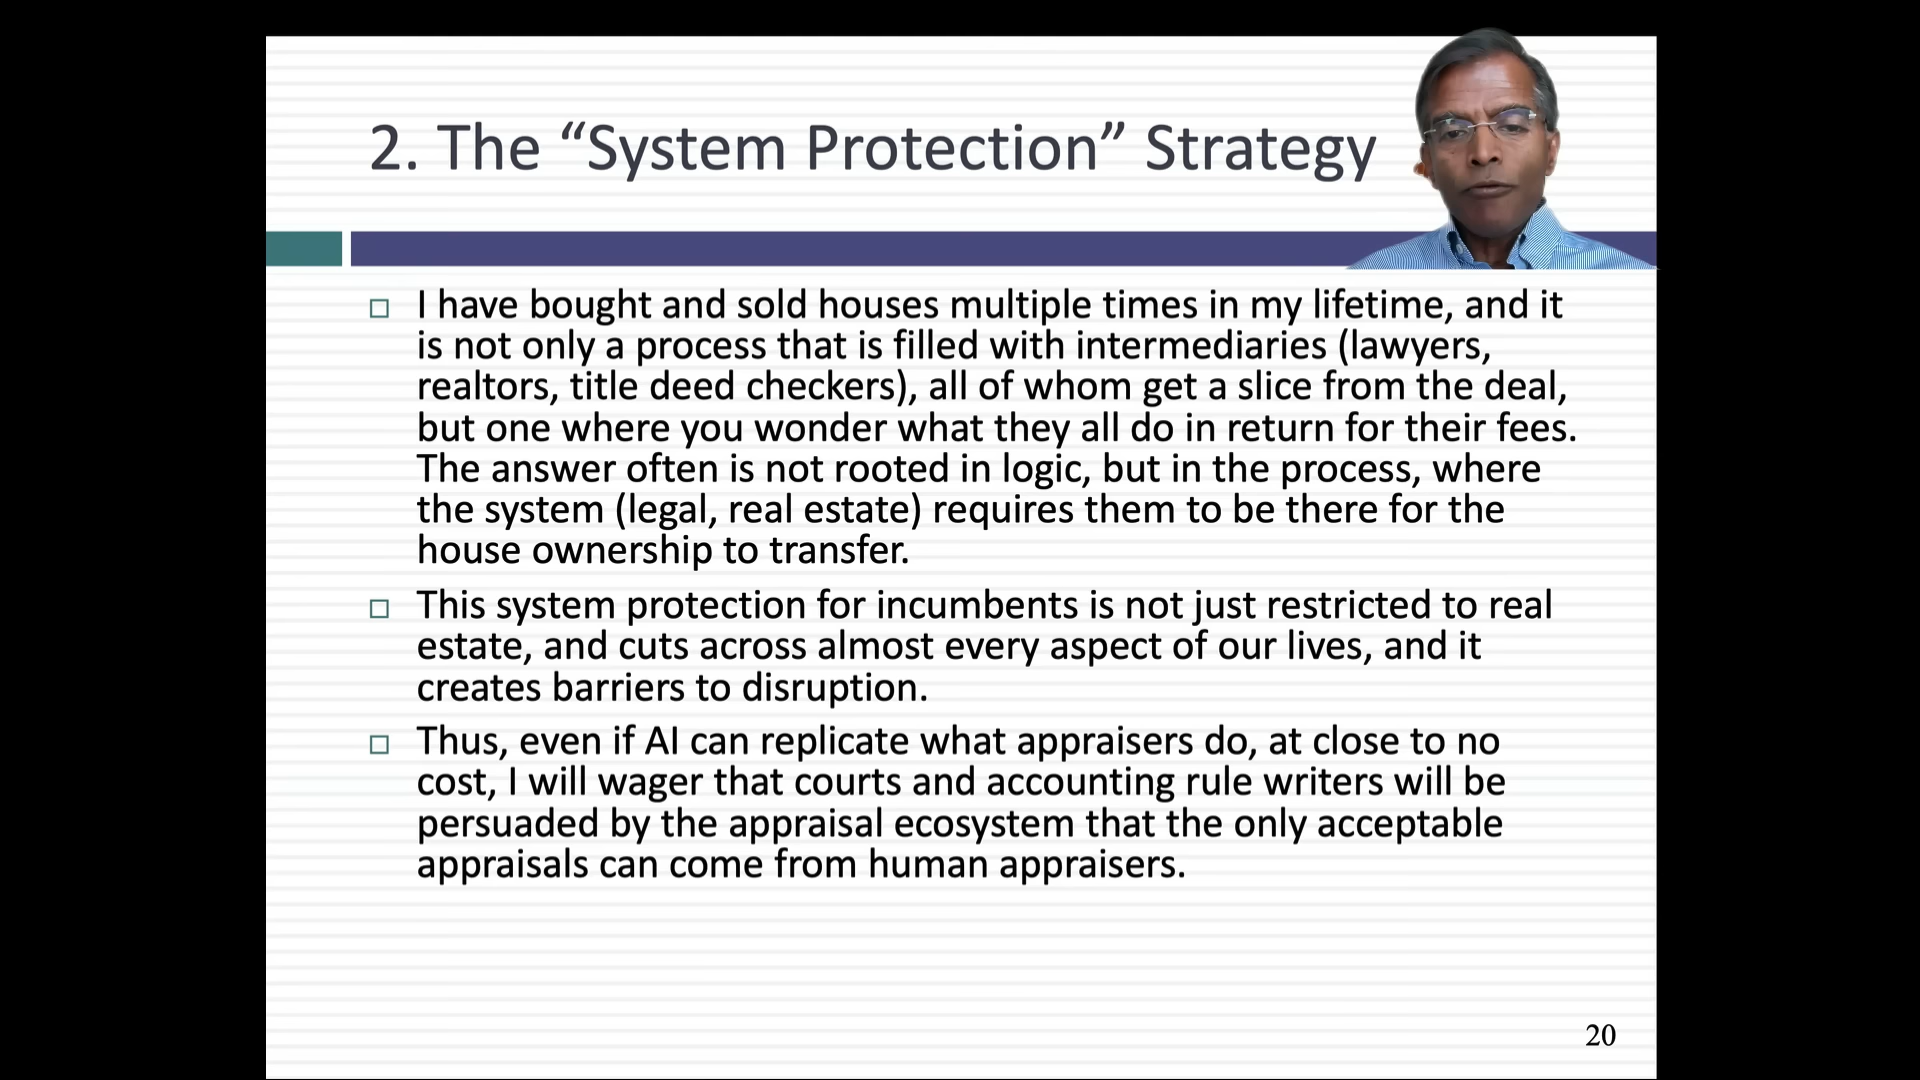 2. The “System Protection” Strategy
I have bought and sold houses multiple times in my lifetime, and it
is not only a process that is filled with intermediaries (lawyers,
realtors, title deed checkers), all of whom get a slice from the deal,
but one where you wonder what they all do in return for their fees.
The answer often is not rooted in logic, but in the process, where
the system (legal, real estate) requires them to be there for the
house ownership to transfer.
This system protection for incumbents is not just restricted to real
estate, and cuts across almost every aspect of our lives, and it
creates barriers to disruption.
Thus, even if AI can replicate what appraisers do, at close to no
cost, I will wager that courts and accounting rule writers will be
persuaded by the appraisal ecosystem that the only acceptable
appraisals can come from human appraisers.
20